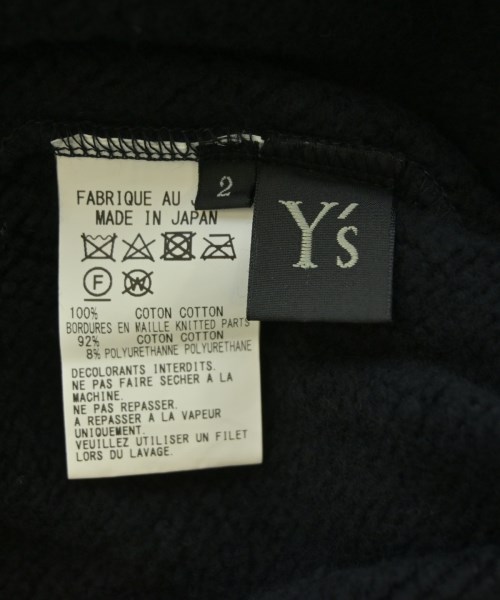 2
Y's
FABRIQUE AU J
MADE IN JAPAN
F
W
100% COTON COTTON
BORDURES EN MAILLE KNITTED PARTS
92% COTON COTTON
8% POLYURETHANNE POLYURETHANE
DECOLORANTS INTERDITS.
NE PAS FAIRE SECHER A LA
MACHINE.
NE PAS REPASSER.
A REPASSER A LA VAPEUR
UNIQUEMENT.
VEUILLEZ UTILISER UN FILET
LORS DU LAVAGE.